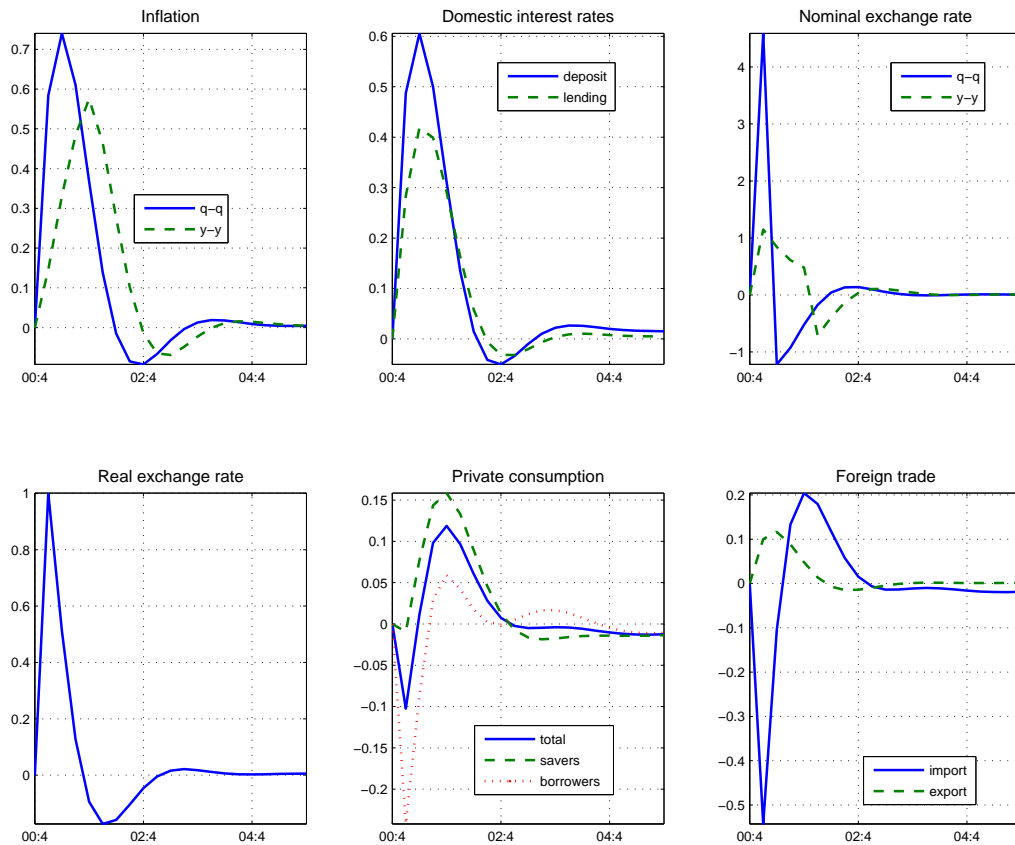 Inflation
0.7
0.6
0.5
0.4
0.3
0.2
0.1
0
q−q
y−y
00:4 02:4 04:4
Domestic interest rates
0.6
0.5
0.4
0.3
0.2
0.1
0
deposit
lending
00:4 02:4 04:4
Nominal exchange rate
4
3
2
1
0
−1
q−q
y−y
00:4 02:4 04:4
Real exchange rate
1
0.8
0.6
0.4
0.2
0
00:4 02:4 04:4
Private consumption
0.15
0.1
0.05
0
−0.05
−0.1
−0.15
−0.2
total
savers
borrowers
00:4 02:4 04:4
Foreign trade
0.2
0.1
0
−0.1
−0.2
−0.3
−0.4
−0.5
import
export
00:4 02:4 04:4